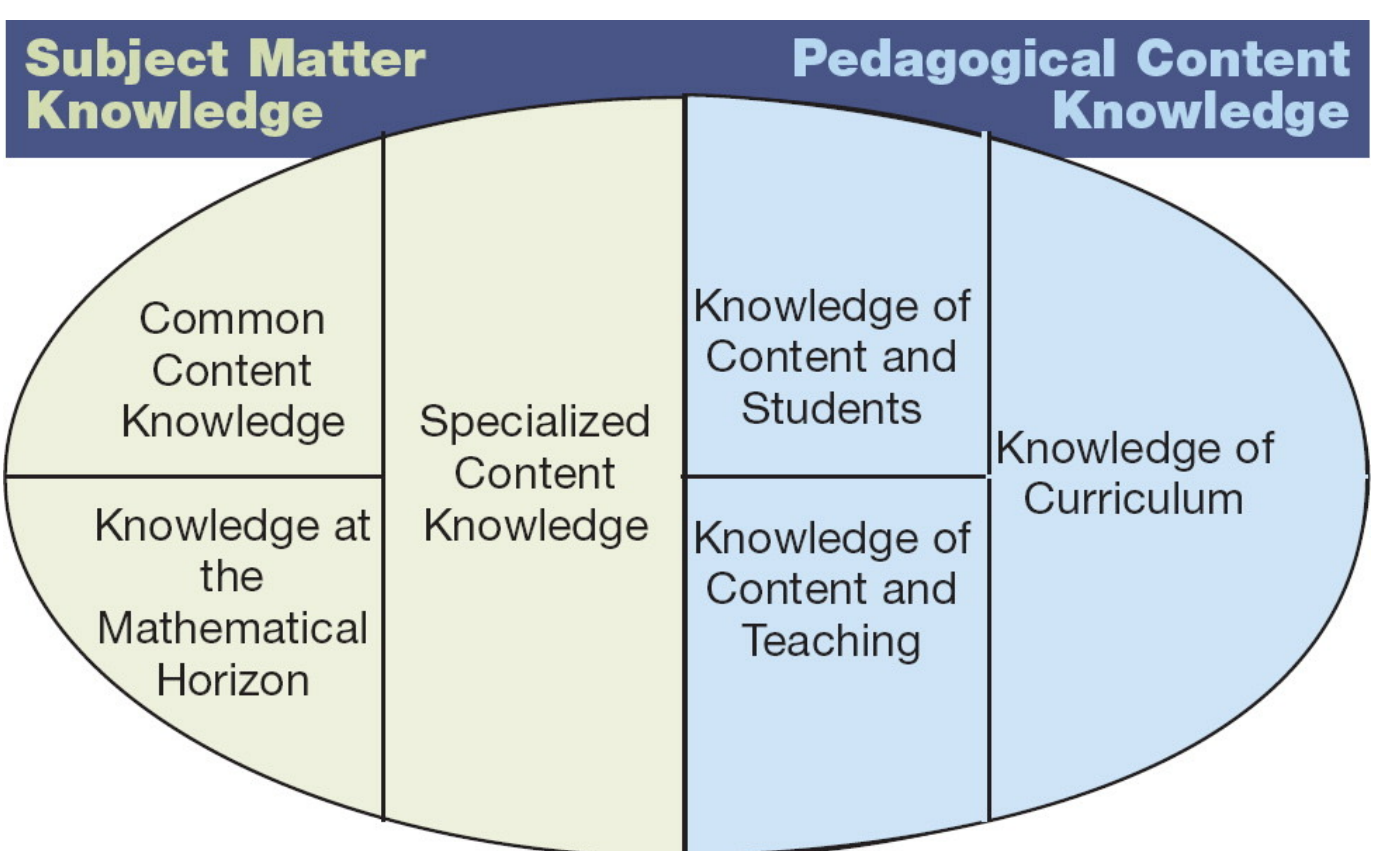 Subject Matter
Knowledge
Pedagogical Content
Knowledge
Common
Content
Knowledge
Knowledge at
the
Mathematical
Horizon
Specialized
Content
Knowledge
Knowledge of
Content and
Students
Knowledge of
Content and
Teaching
Knowledge of
Curriculum